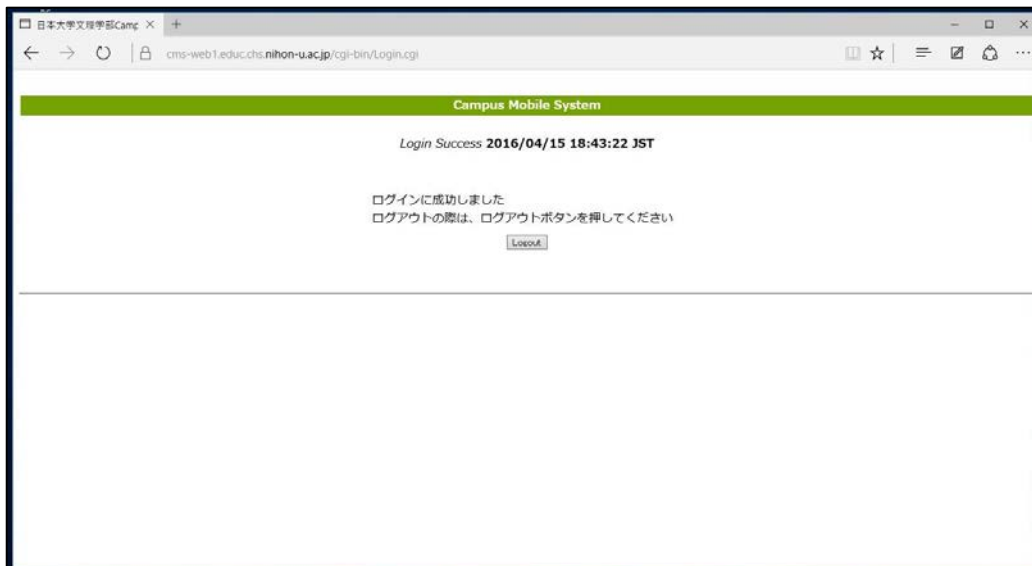 日本大学文理学部Camp
cms-web1.educ.chs.nihon-u.ac.jp/cgi-bin/Login.cgi
Campus Mobile System
Login Success 2016/04/15 18:43:22 JST
ログインに成功しました
ログアウトの際は、ログアウトボタンを押してください
Logout